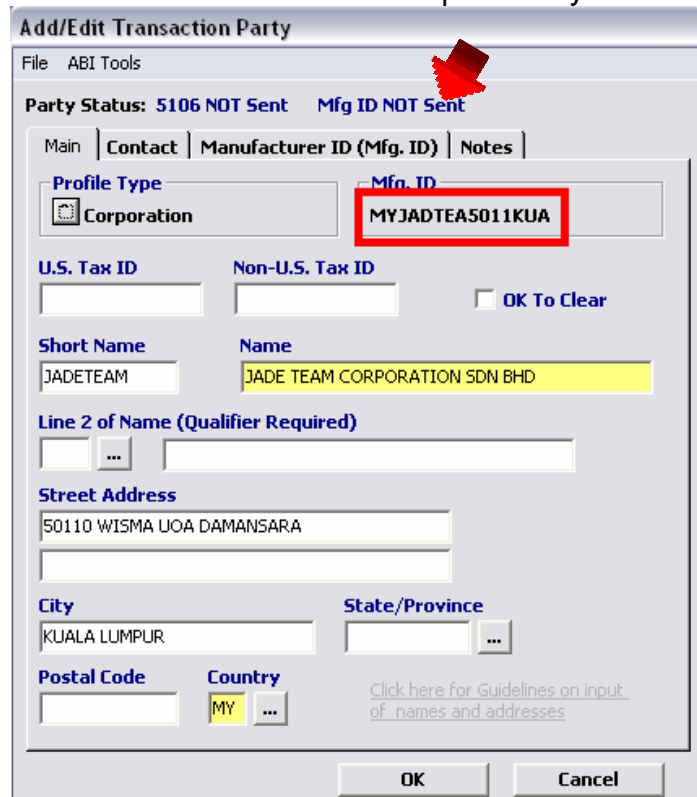 Add/Edit Transaction Party
File ABI Tools
Party Status: 5106 NOT Sent Mfg ID NOT Sent
Main Contact Manufacturer ID (Mfg. ID) Notes
Profile Type Mfg. ID
Corporation MYJADTEA5011KUA
U.S. Tax ID Non-U.S. Tax ID
OK To Clear
Short Name Name
JADETEAM JADE TEAM CORPORATION SDN BHD
Line 2 of Name (Qualifier Required)
...
Street Address
50110 WISMA UOA DAMANSARA
City State/Province
KUALA LUMPUR ...
Postal Code Country
MY ...
Click here for Guidelines on input
of names and addresses
OK Cancel